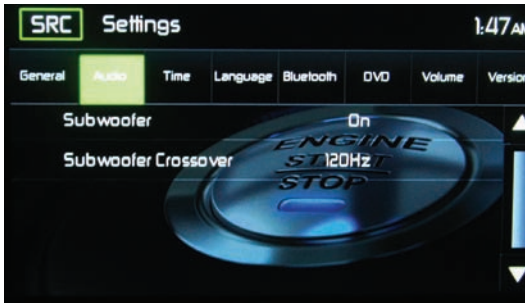 SRC Settings 1:47AM
General Audio Time Language Bluetooth DVD Volume Version
Subwoofer On
Subwoofer Crossover 120Hz
ENGINE
START
STOP